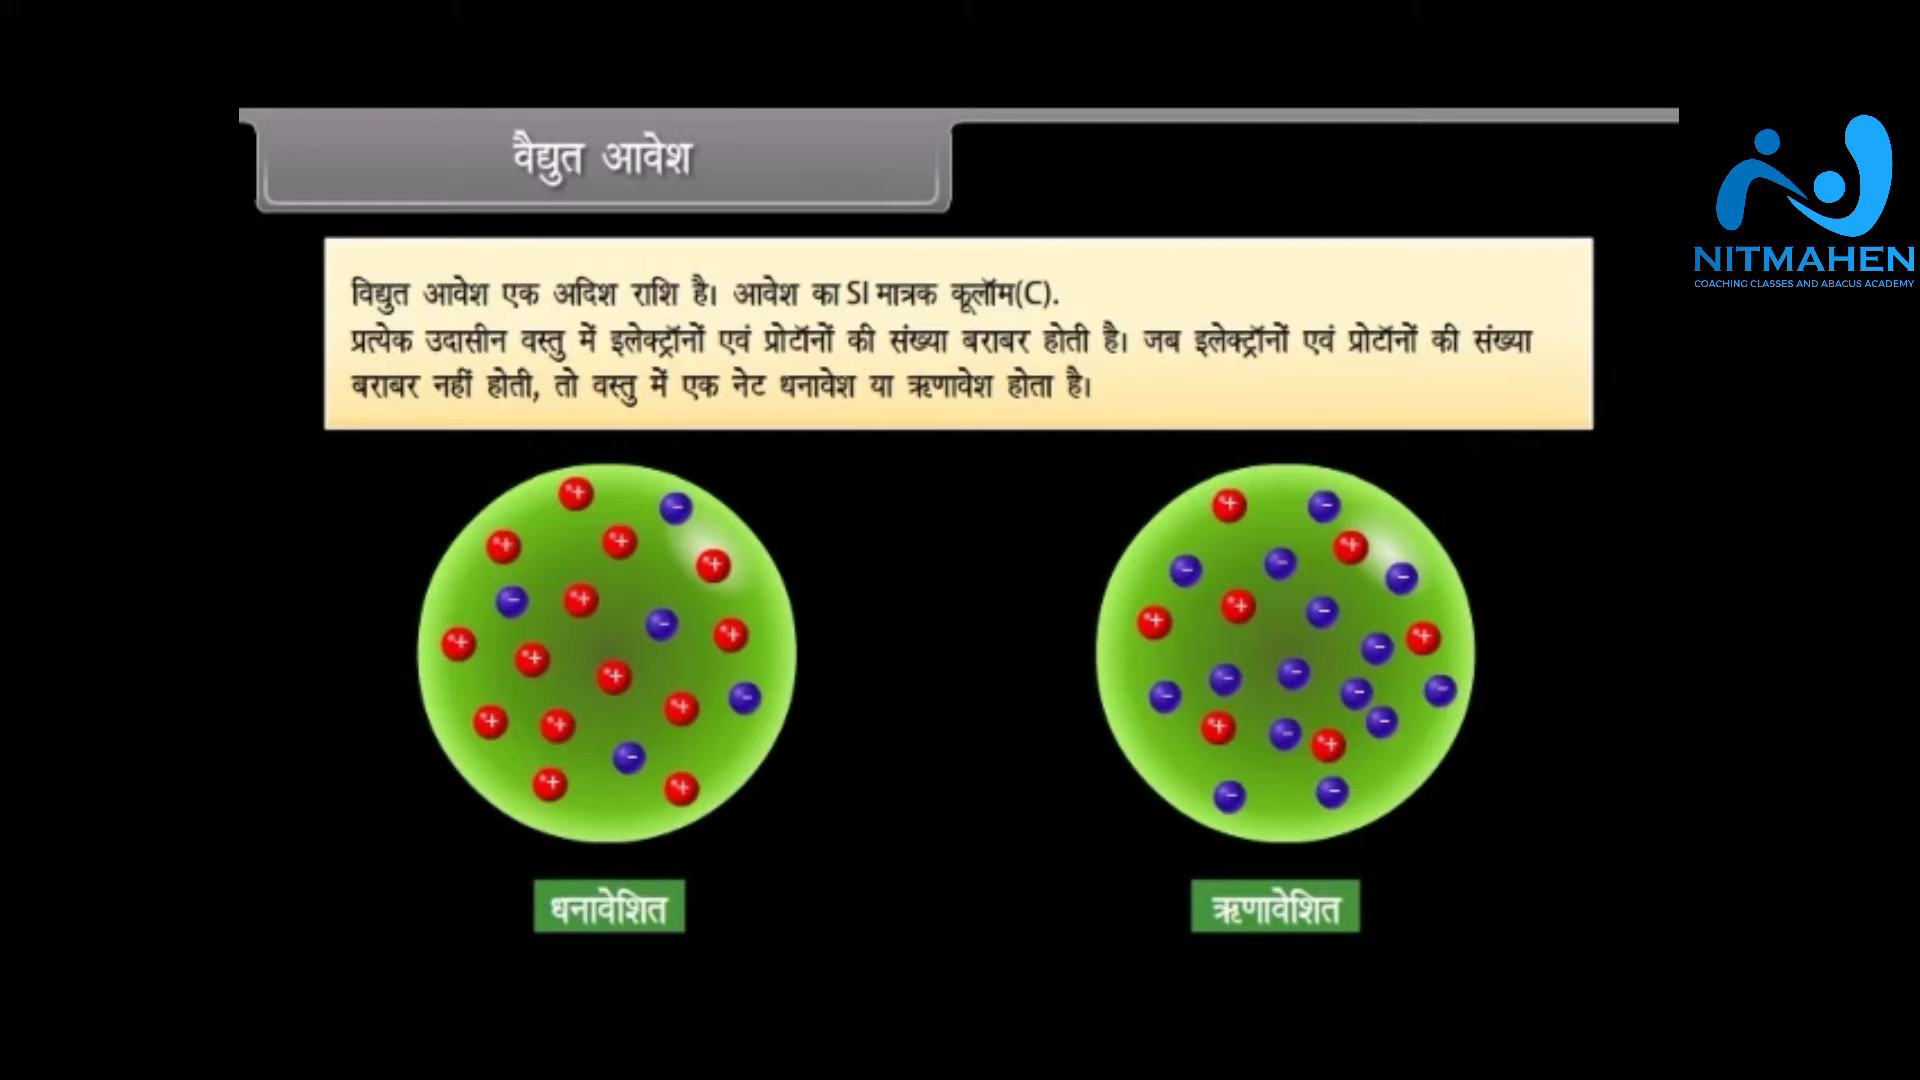 वैद्युत आवेश
NITMAHEN
COACHING CLASSES AND ABACUS ACADEMY
विद्युत आवेश एक अदिश राशि है। आवेश का SI मात्रक कूलॉम(C).
प्रत्येक उदासीन वस्तु में इलेक्ट्रॉनों एवं प्रोटॉनों की संख्या बराबर होती है। जब इलेक्ट्रॉनों एवं प्रोटॉनों की संख्या
बराबर नहीं होती, तो वस्तु में एक नेट धनावेश या ऋणावेश होता है।
धनावेशित
ऋणावेशित